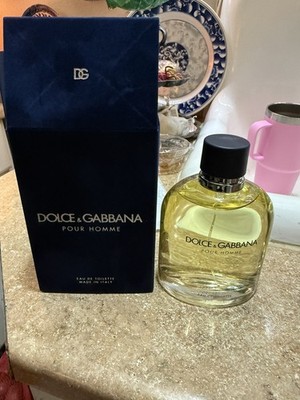 DG
DOLCE & GABBANA
POUR HOMME
EAU DE TOILETTE
MADE IN ITALY
DOLCE & GABBANA
POUR HOMME